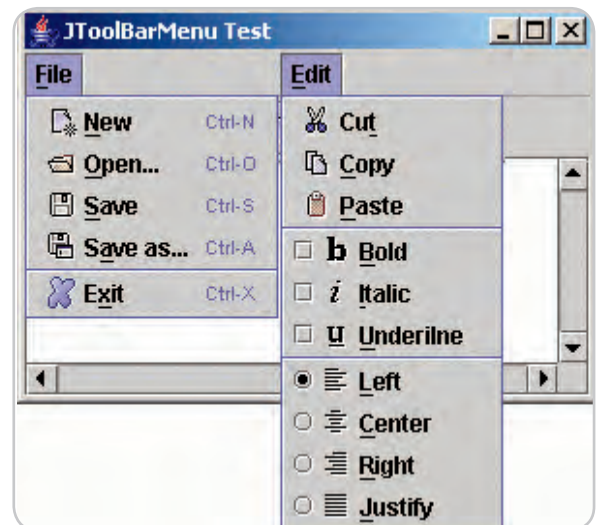 JToolBarMenu Test
File
New Ctrl-N
Open... Ctrl-O
Save Ctrl-S
Save as... Ctrl-A
Exit Ctrl-X
Edit
Cut
Copy
Paste
b Bold
i Italic
u Underilne
Left
Center
Right
Justify